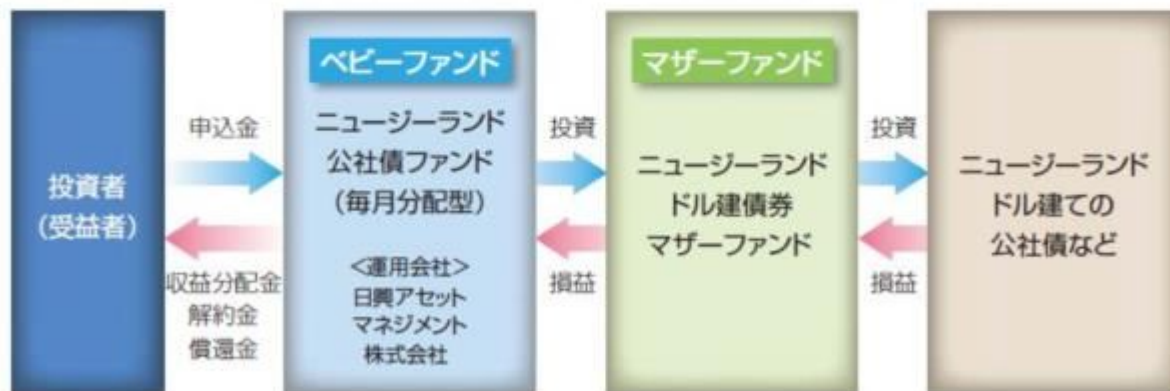 投資者
(受益者)
申込金
収益分配金
解約金
償還金
ベビーファンド
ニュージーランド
公社債ファンド
(毎月分配型)
<運用会社>
日興アセット
マネジメント
株式会社
投資
損益
マザーファンド
ニュージーランド
ドル建債券
マザーファンド
投資
損益
ニュージーランド
ドル建ての
公社債など